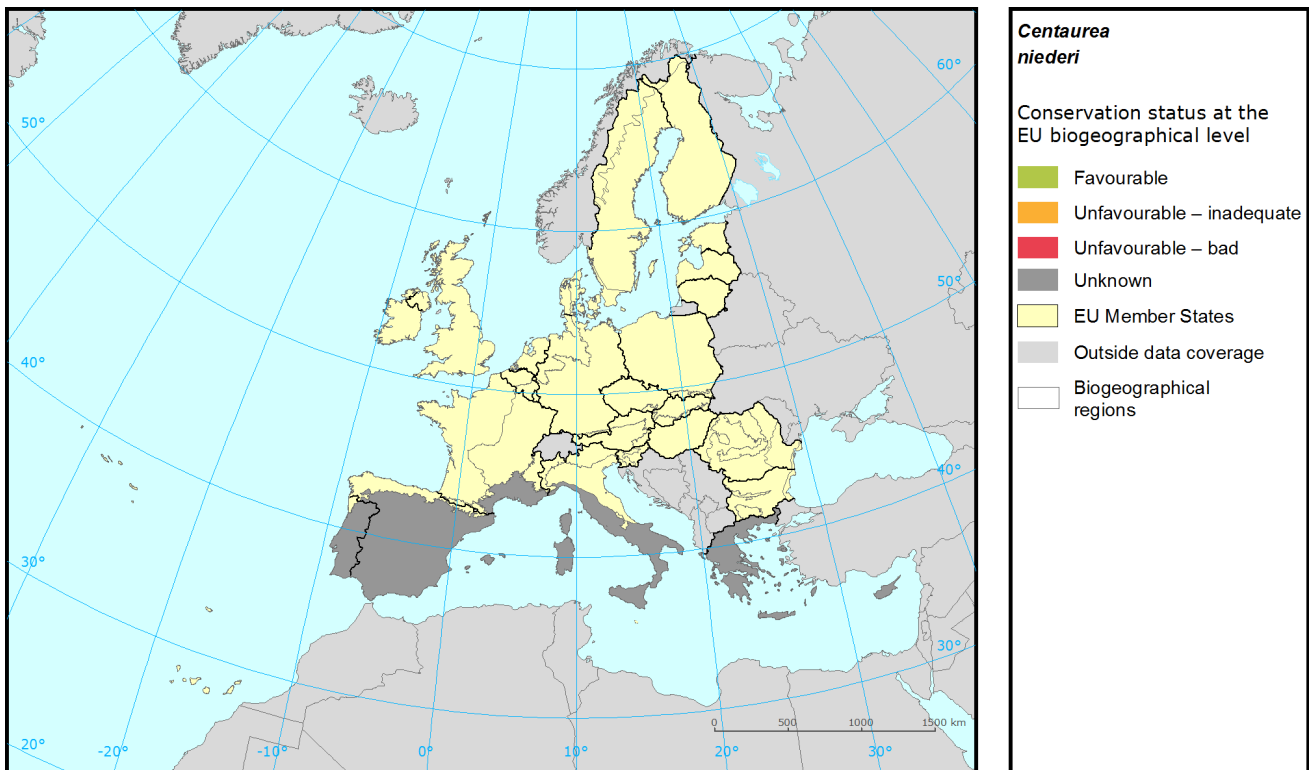 60°
50°
50°
40°
40°
30°
30°
20°
-20°
-10°
0°
10°
20°
30°
0 500 1000 1500 km
Centaurea
niederi
Conservation status at the
EU biogeographical level
Favourable
Unfavourable – inadequate
Unfavourable – bad
Unknown
EU Member States
Outside data coverage
Biogeographical
regions